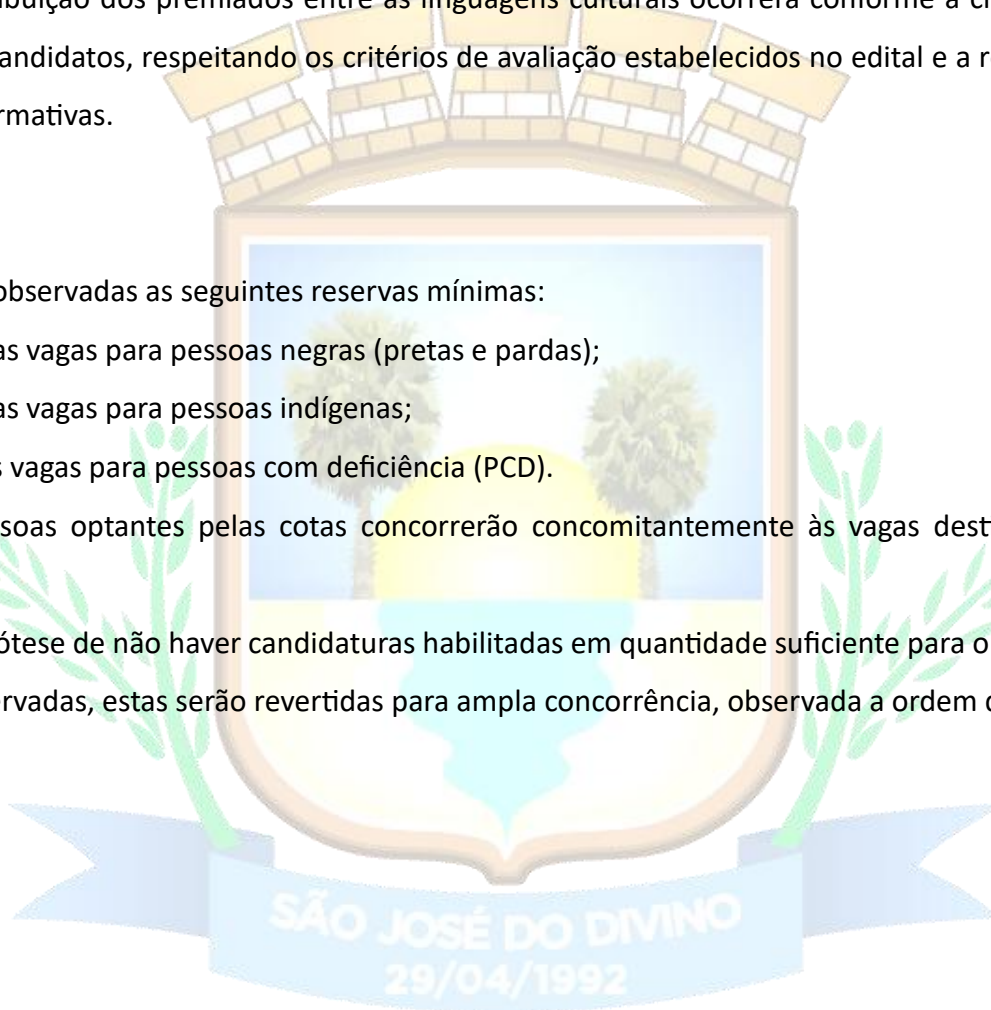 buição dos premiados entre as linguagens culturais ocorrerá conforme a
andidatos, respeitando os critérios de avaliação estabelecidos no edital e a
rmativas.
observadas as seguintes reservas mínimas:
as vagas para pessoas negras (pretas e pardas);
as vagas para pessoas indígenas;
s vagas para pessoas com deficiência (PCD).
soas optantes pelas cotas concorrerão concomitantemente às vagas dest
ótese de não haver candidaturas habilitadas em quantidade suficiente para o
rvadas, estas serão revertidas para ampla concorrência, observada a ordem
SÃO JOSÉ DO DIVINO
29/04/1992